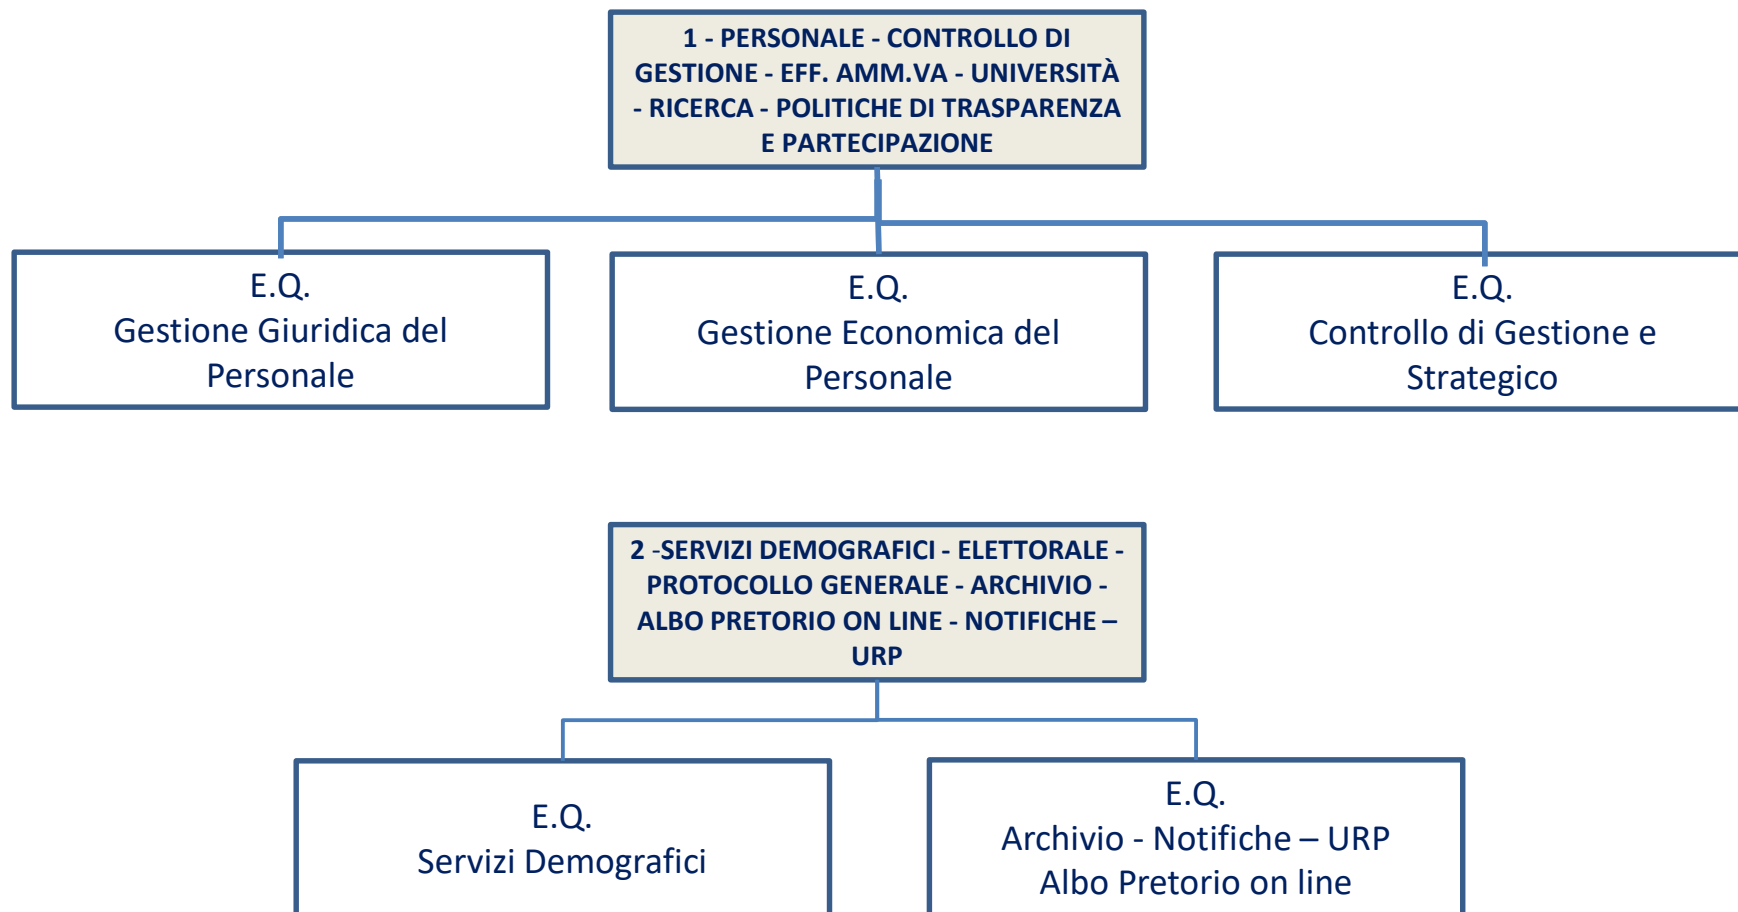 1 - PERSONALE - CONTROLLO DI
GESTIONE - EFF. AMM.VA - UNIVERSITÀ
- RICERCA - POLITICHE DI TRASPARENZA
E PARTECIPAZIONE
E.Q.
Gestione Giuridica del
Personale
E.Q.
Gestione Economica del
Personale
E.Q.
Controllo di Gestione e
Strategico
2 -SERVIZI DEMOGRAFICI - ELETTORALE -
PROTOCOLLO GENERALE - ARCHIVIO -
ALBO PRETORIO ON LINE - NOTIFICHE –
URP
E.Q.
Servizi Demografici
E.Q.
Archivio - Notifiche – URP
Albo Pretorio on line